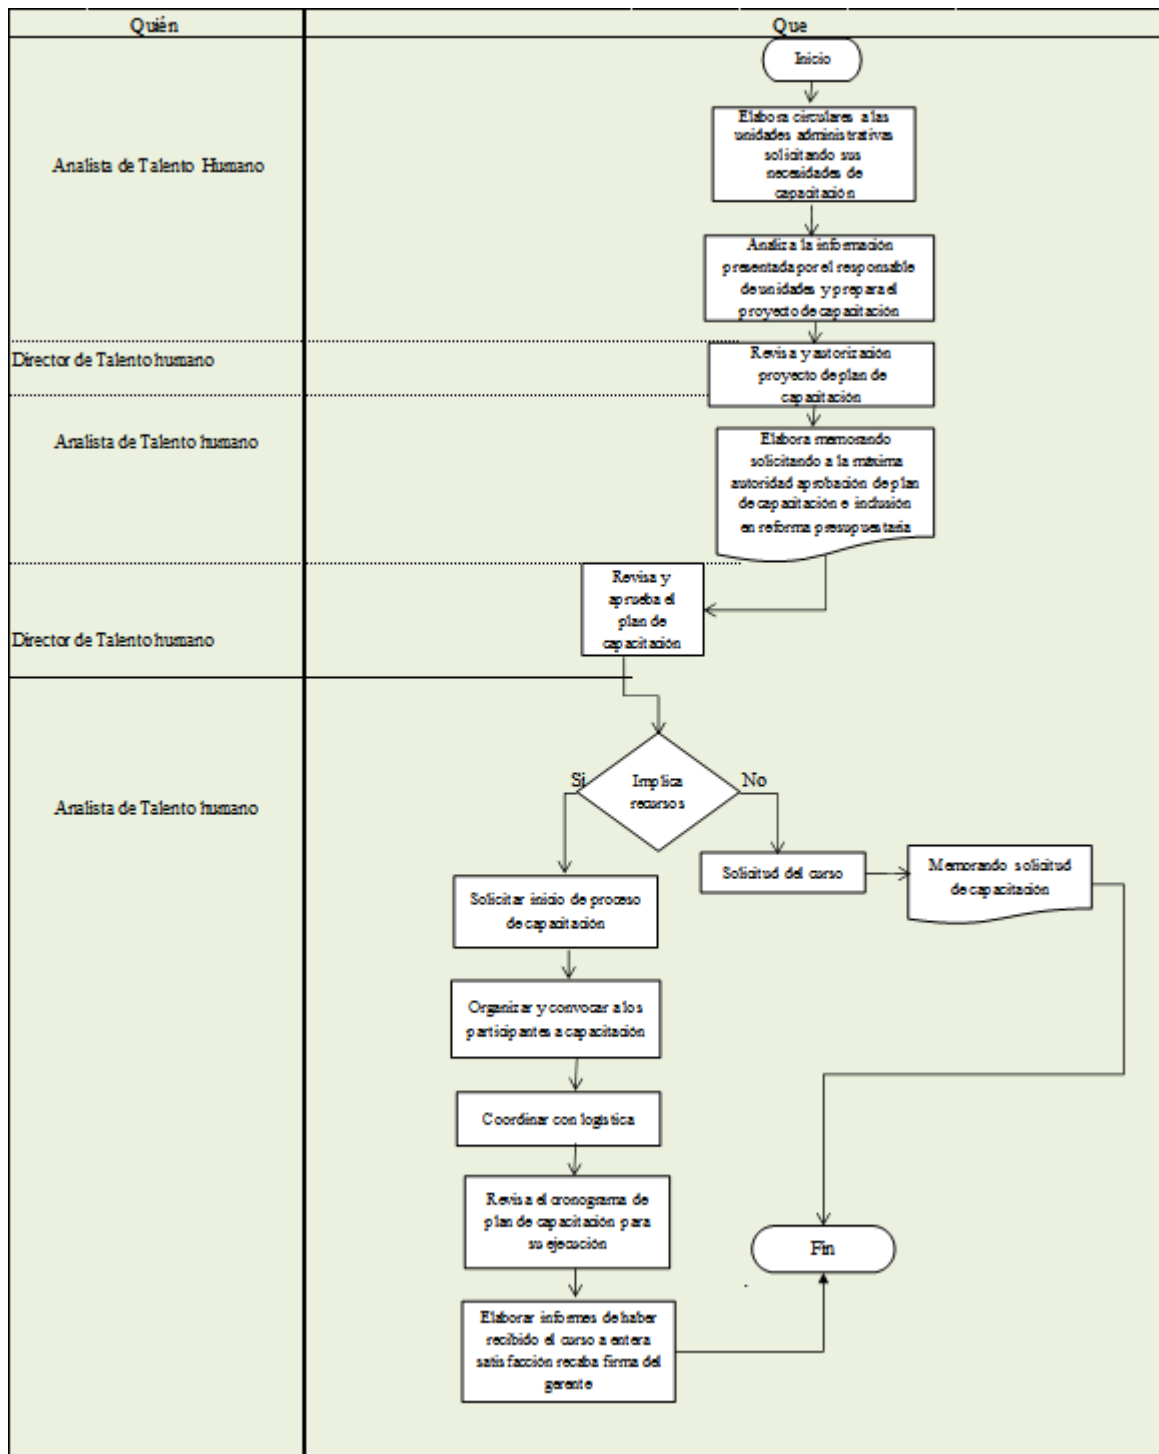 Quién
Que
Inicio
Analista de Talento Humano
Elabora circulares a las
unidades administrativas
solicitando sus
necesidades de
capacitación
Analiza la información
presentada por el responsable
de unidades y prepara el
proyecto de capacitación
Director de Talento humano
Revisa y autorización
proyecto de plan de
capacitación
Analista de Talento humano
Elabora memorando
solicitando a la máxima
autoridad aprobación de plan
de capacitación e inclusión
en reforma presupuestaria
Director de Talento humano
Revisa y
aprueba el
plan de
capacitación
Analista de Talento humano
Implica
recursos
Si
No
Solicitud del curso
Memorando solicitud
de capacitación
Solicitar inicio de proceso
de capacitación
Organizar y convocar a los
participantes a capacitación
Coordinar con logística
Revisa el cronograma de
plan de capacitación para
su ejecución
Elaborar informes de haber
recibido el curso a entera
satisfacción recaba firma del
gerente
Fin